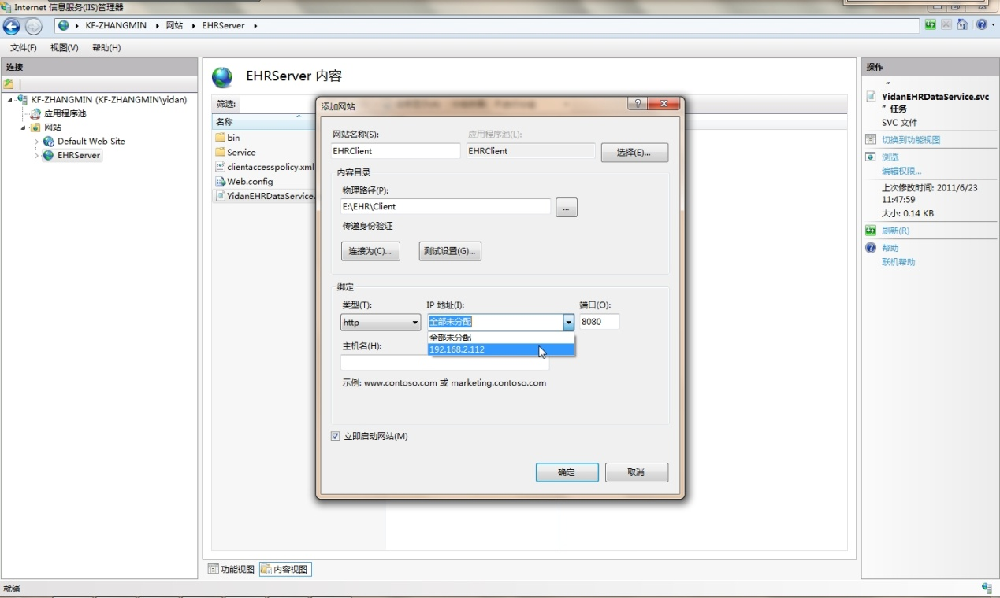 Internet 信息服务(IIS)管理器
KF-ZHANGMIN
网站
EHRServer
文件(F) 视图(V) 帮助(H)
连接
KF-ZHANGMIN (KF-ZHANGMIN\yidan)
应用程序池
网站
Default Web Site
EHRServer
EHRServer 内容
筛选:
名称
bin
Service
clientaccesspolicy.xml
Web.config
YidanEHRDataService.
添加网站
网站名称(S):
应用程序池(L):
EHRClient
EHRClient
选择(E)...
内容目录
物理路径(P):
E:\EHR\Client
...
传递身份验证
连接为(C)...
测试设置(G)...
绑定
类型(T):
IP 地址(I):
端口(O):
http
全部未分配
8080
全部未分配
192.168.2.112
主机名(H):
示例: www.contoso.com 或 marketing.contoso.com
立即启动网站(M)
确定
取消
功能视图
内容视图
操作
"
YidanEHRDataService.svc
" 任务
SVC 文件
切换到功能视图
浏览
编辑权限...
上次修改时间: 2011/6/23
11:47:59
大小: 0.14 KB
刷新(R)
帮助
联机帮助
就绪